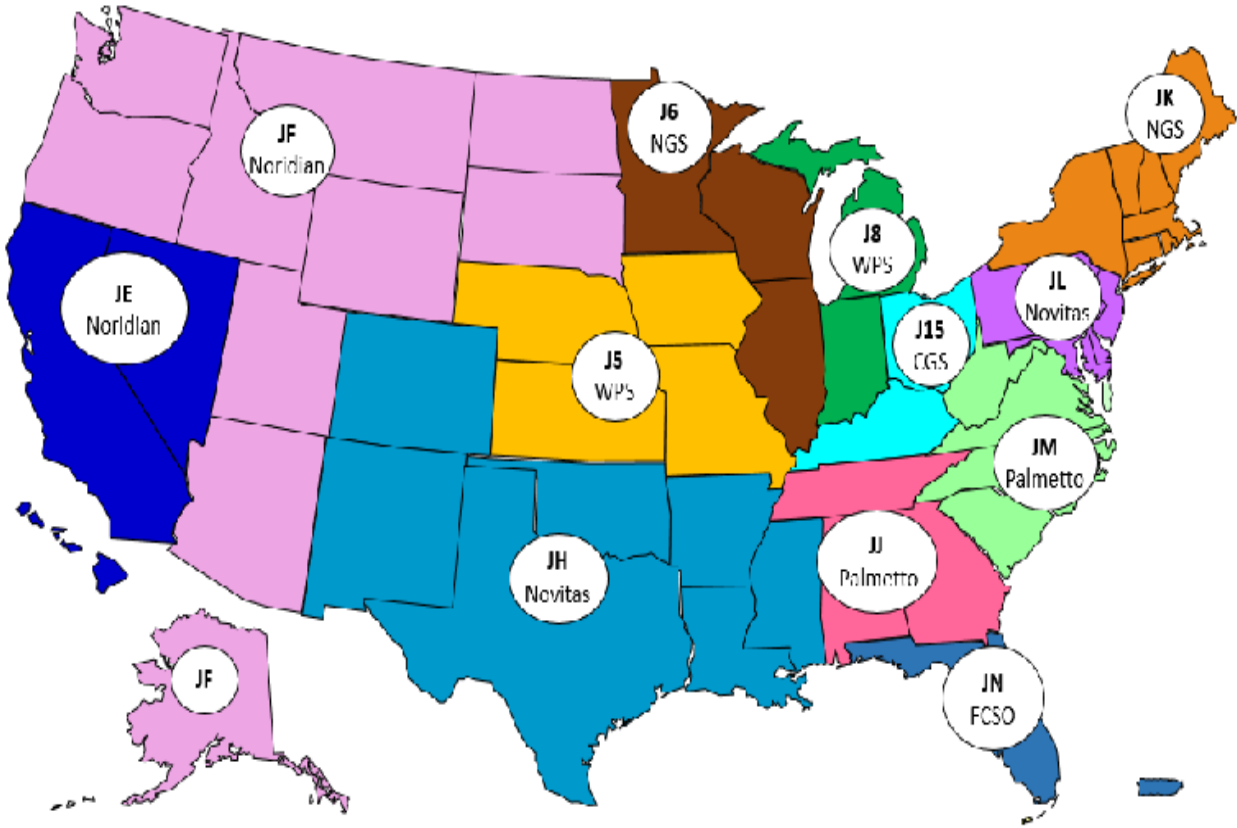 JF
Noridian
J6
NGS
JK
NGS
J8
WPS
JE
Noridian
JL
Novitas
J15
CGS
J5
WPS
JM
Palmetto
JH
Novitas
JJ
Palmetto
JF
JN
FCSO